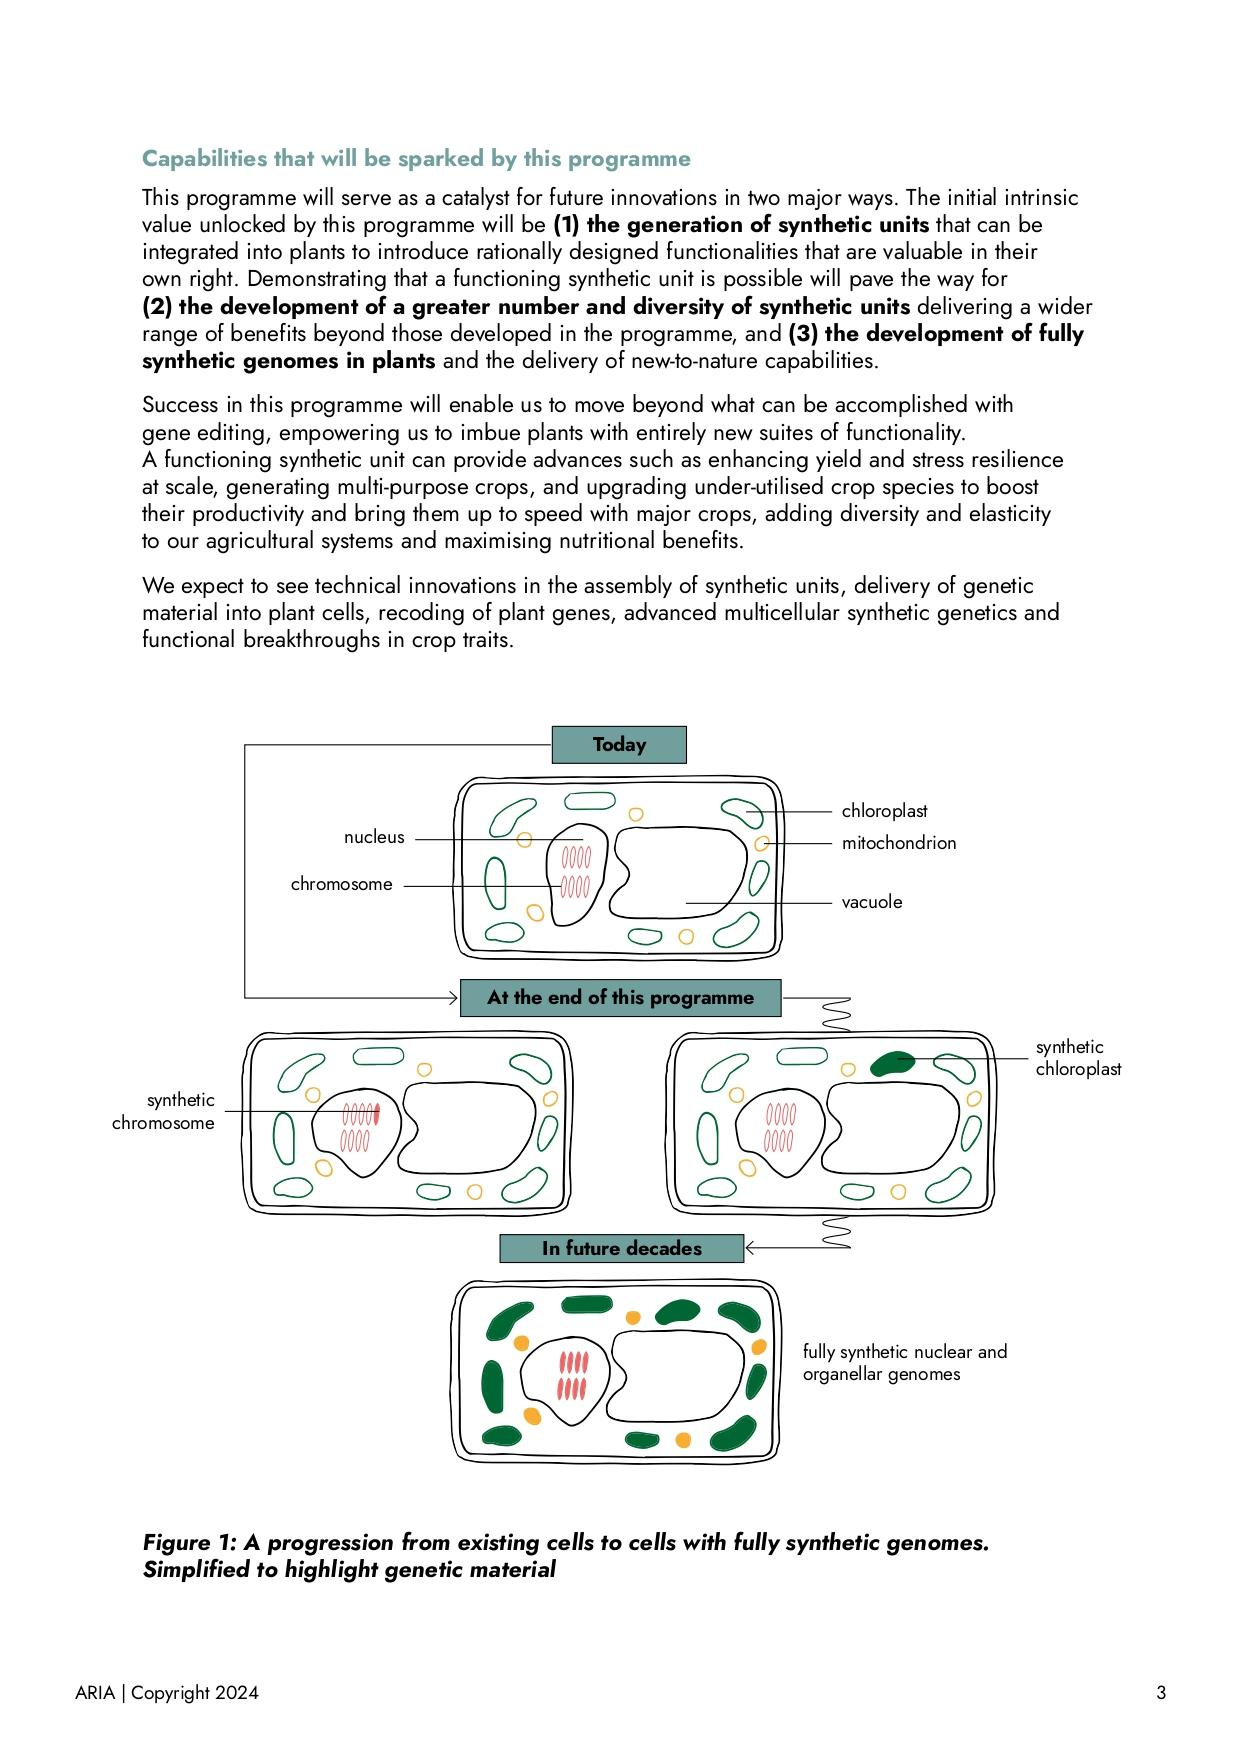 Capabilities that will be sparked by this programme
This programme will serve as a catalyst for future innovations in two major ways. The initial intrinsic
value unlocked by this programme will be (1) the generation of synthetic units that can be
integrated into plants to introduce rationally designed functionalities that are valuable in their
own right. Demonstrating that a functioning synthetic unit is possible will pave the way for
(2) the development of a greater number and diversity of synthetic units delivering a wider
range of benefits beyond those developed in the programme, and (3) the development of fully
synthetic genomes in plants and the delivery of new-to-nature capabilities.
Success in this programme will enable us to move beyond what can be accomplished with
gene editing, empowering us to imbue plants with entirely new suites of functionality.
A functioning synthetic unit can provide advances such as enhancing yield and stress resilience
at scale, generating multi-purpose crops, and upgrading under-utilised crop species to boost
their productivity and bring them up to speed with major crops, adding diversity and elasticity
to our agricultural systems and maximising nutritional benefits.
We expect to see technical innovations in the assembly of synthetic units, delivery of genetic
material into plant cells, recoding of plant genes, advanced multicellular synthetic genetics and
functional breakthroughs in crop traits.
Today
chloroplast
nucleus
mitochondrion
chromosome
vacuole
At the end of this programme
synthetic
chloroplast
synthetic
chromosome
In future decades
fully synthetic nuclear and
organellar genomes
Figure 1: A progression from existing cells to cells with fully synthetic genomes.
Simplified to highlight genetic material
ARIA | Copyright 2024
3